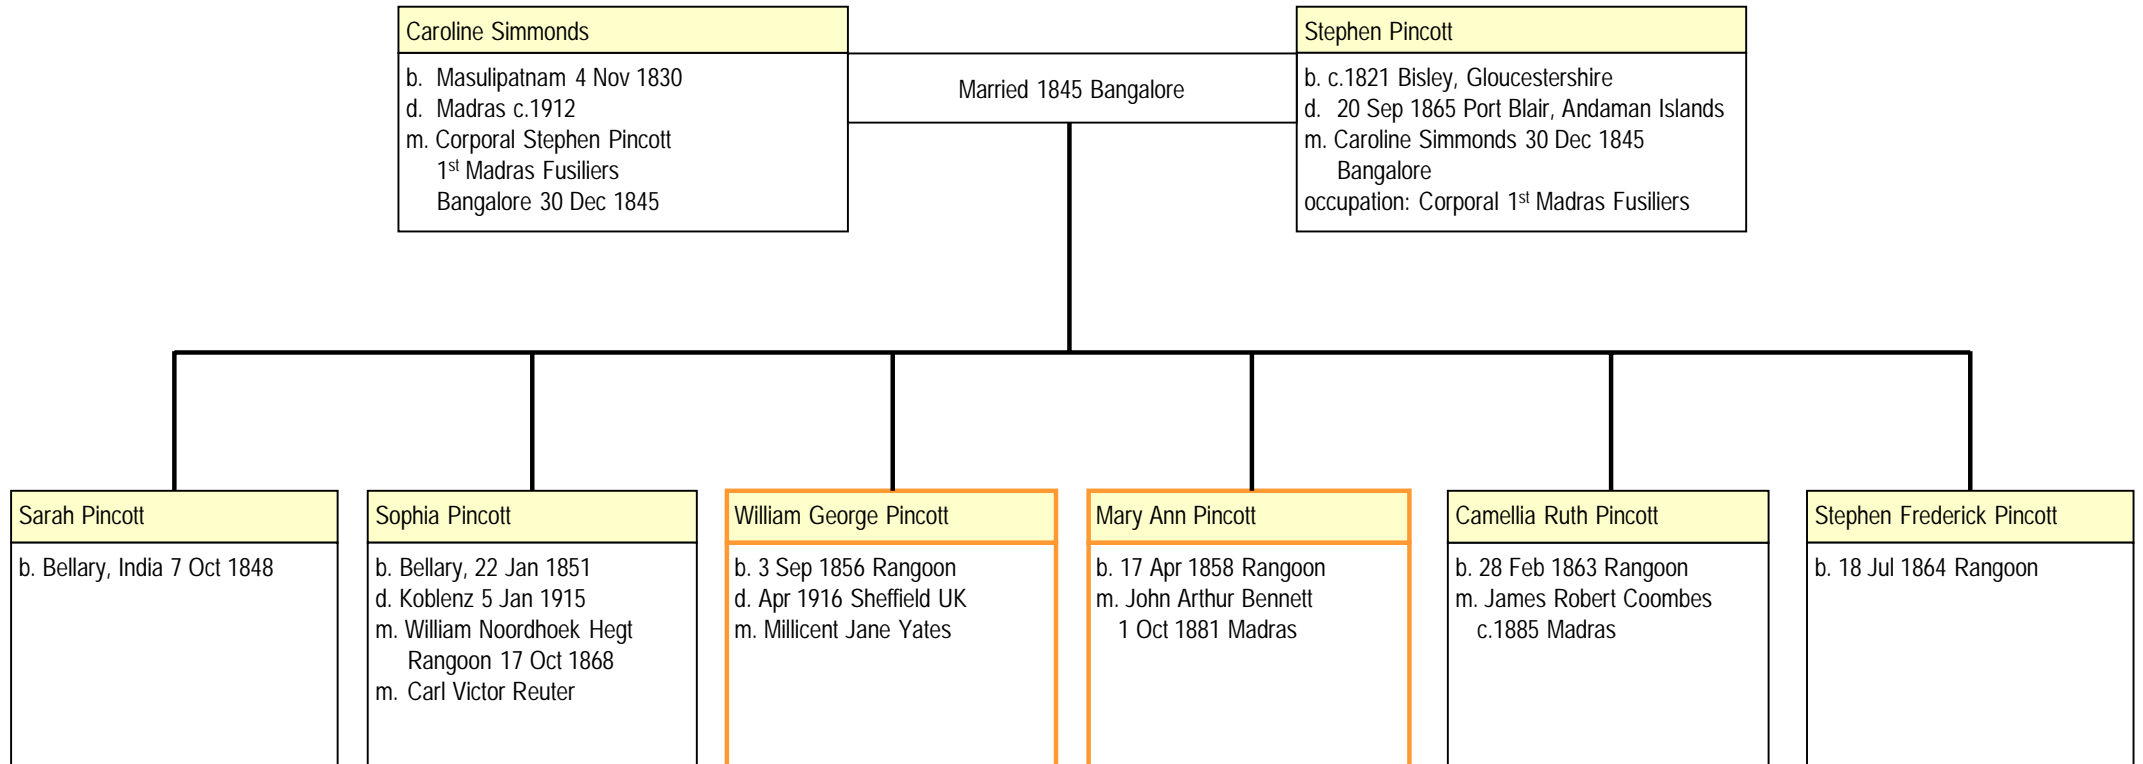 Caroline Simmonds
b. Masulipatnam 4 Nov 1830
d. Madras c.1912
m. Corporal Stephen Pincott
1st Madras Fusiliers
Bangalore 30 Dec 1845
Married 1845 Bangalore
Stephen Pincott
b. c.1821 Bisley, Gloucestershire
d. 20 Sep 1865 Port Blair, Andaman Islands
m. Caroline Simmonds 30 Dec 1845
Bangalore
occupation: Corporal 1st Madras Fusiliers
Sarah Pincott
b. Bellary, India 7 Oct 1848
Sophia Pincott
b. Bellary, 22 Jan 1851
d. Koblenz 5 Jan 1915
m. William Noordhoek Hegt
Rangoon 17 Oct 1868
m. Carl Victor Reuter
William George Pincott
b. 3 Sep 1856 Rangoon
d. Apr 1916 Sheffield UK
m. Millicent Jane Yates
Mary Ann Pincott
b. 17 Apr 1858 Rangoon
m. John Arthur Bennett
1 Oct 1881 Madras
Camellia Ruth Pincott
b. 28 Feb 1863 Rangoon
m. James Robert Coombes
c.1885 Madras
Stephen Frederick Pincott
b. 18 Jul 1864 Rangoon